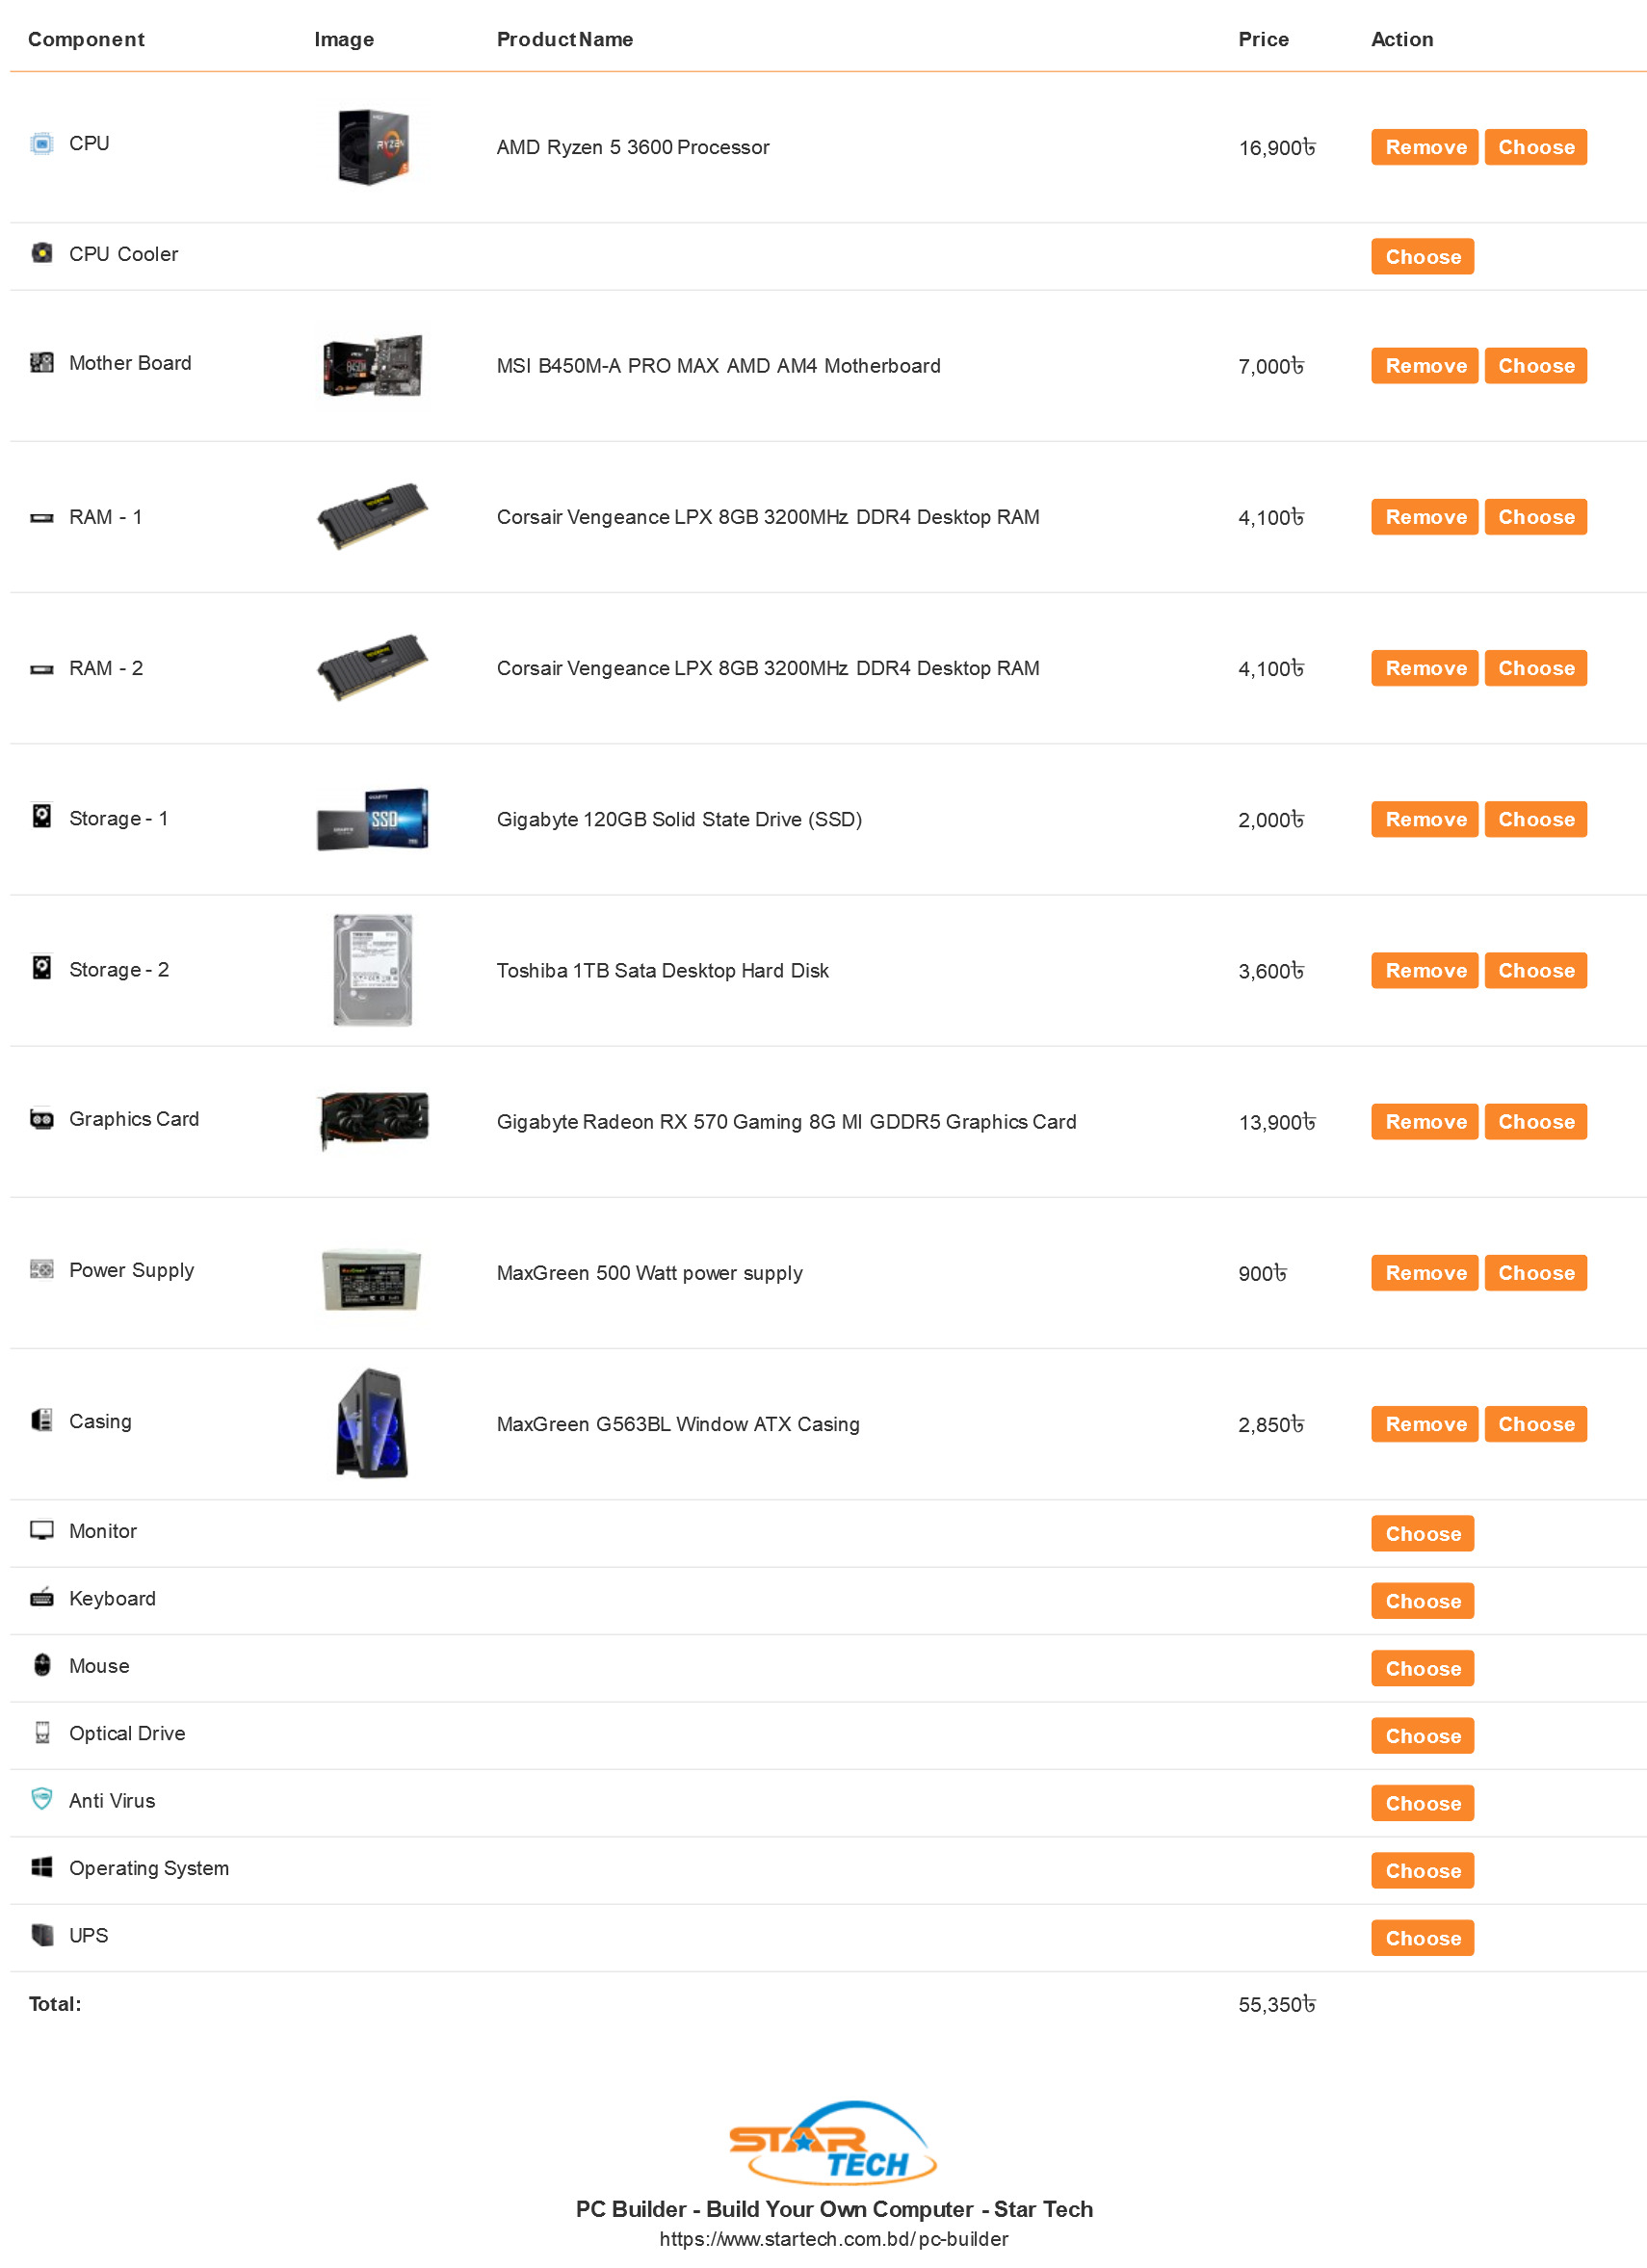 Component Image Product Name Price Action
RYZEN
CPU AMD Ryzen 5 3600 Processor 16,900৳ Remove Choose
CPU Cooler Choose
Mother Board MSI B450M-A PRO MAX AMD AM4 Motherboard 7,000৳ Remove Choose
RAM - 1 Corsair Vengeance LPX 8GB 3200MHz DDR4 Desktop RAM 4,100৳ Remove Choose
RAM - 2 Corsair Vengeance LPX 8GB 3200MHz DDR4 Desktop RAM 4,100৳ Remove Choose
SSD
Storage - 1 Gigabyte 120GB Solid State Drive (SSD) 2,000৳ Remove Choose
Storage - 2 Toshiba 1TB Sata Desktop Hard Disk 3,600৳ Remove Choose
Graphics Card Gigabyte Radeon RX 570 Gaming 8G MI GDDR5 Graphics Card 13,900৳ Remove Choose
Power Supply MaxGreen 500 Watt power supply 900৳ Remove Choose
Casing MaxGreen G563BL Window ATX Casing 2,850৳ Remove Choose
Monitor Choose
Keyboard Choose
Mouse Choose
Optical Drive Choose
Anti Virus Choose
Operating System Choose
UPS Choose
Total: 55,350৳
STAR
TECH
PC Builder - Build Your Own Computer - Star Tech
https://www.startech.com.bd/pc-builder